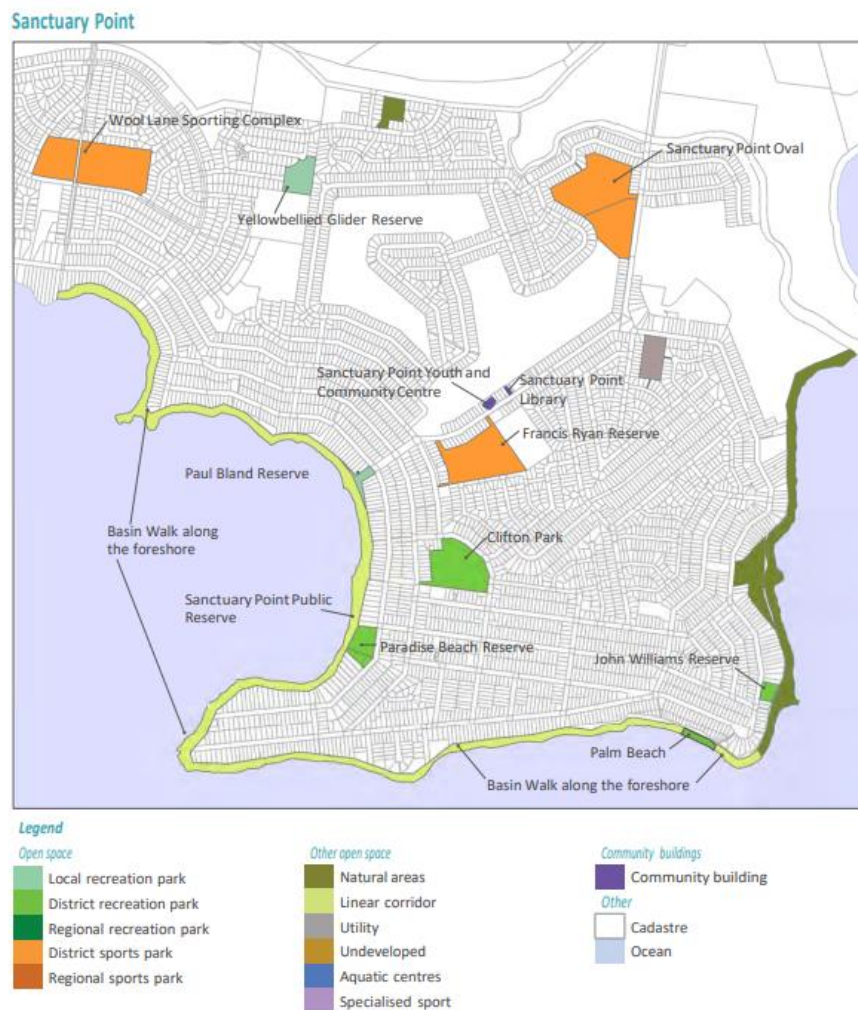 Sanctuary Point
Wool Lane Sporting Complex
Sanctuary Point Oval
Yellowbellied Glider Reserve
Sanctuary Point Youth and
Community Centre
Sanctuary Point
Library
Francis Ryan Reserve
Paul Bland Reserve
Basin Walk along
the foreshore
Clifton Park
Sanctuary Point Public
Reserve
Paradise Beach Reserve
John Williams Reserve
Palm Beach
Basin Walk along the foreshore
Legend
Open space
Local recreation park
District recreation park
Regional recreation park
District sports park
Regional sports park
Other open space
Natural areas
Linear corridor
Utility
Undeveloped
Aquatic centres
Specialised sport
Community buildings
Community building
Other
Cadastre
Ocean